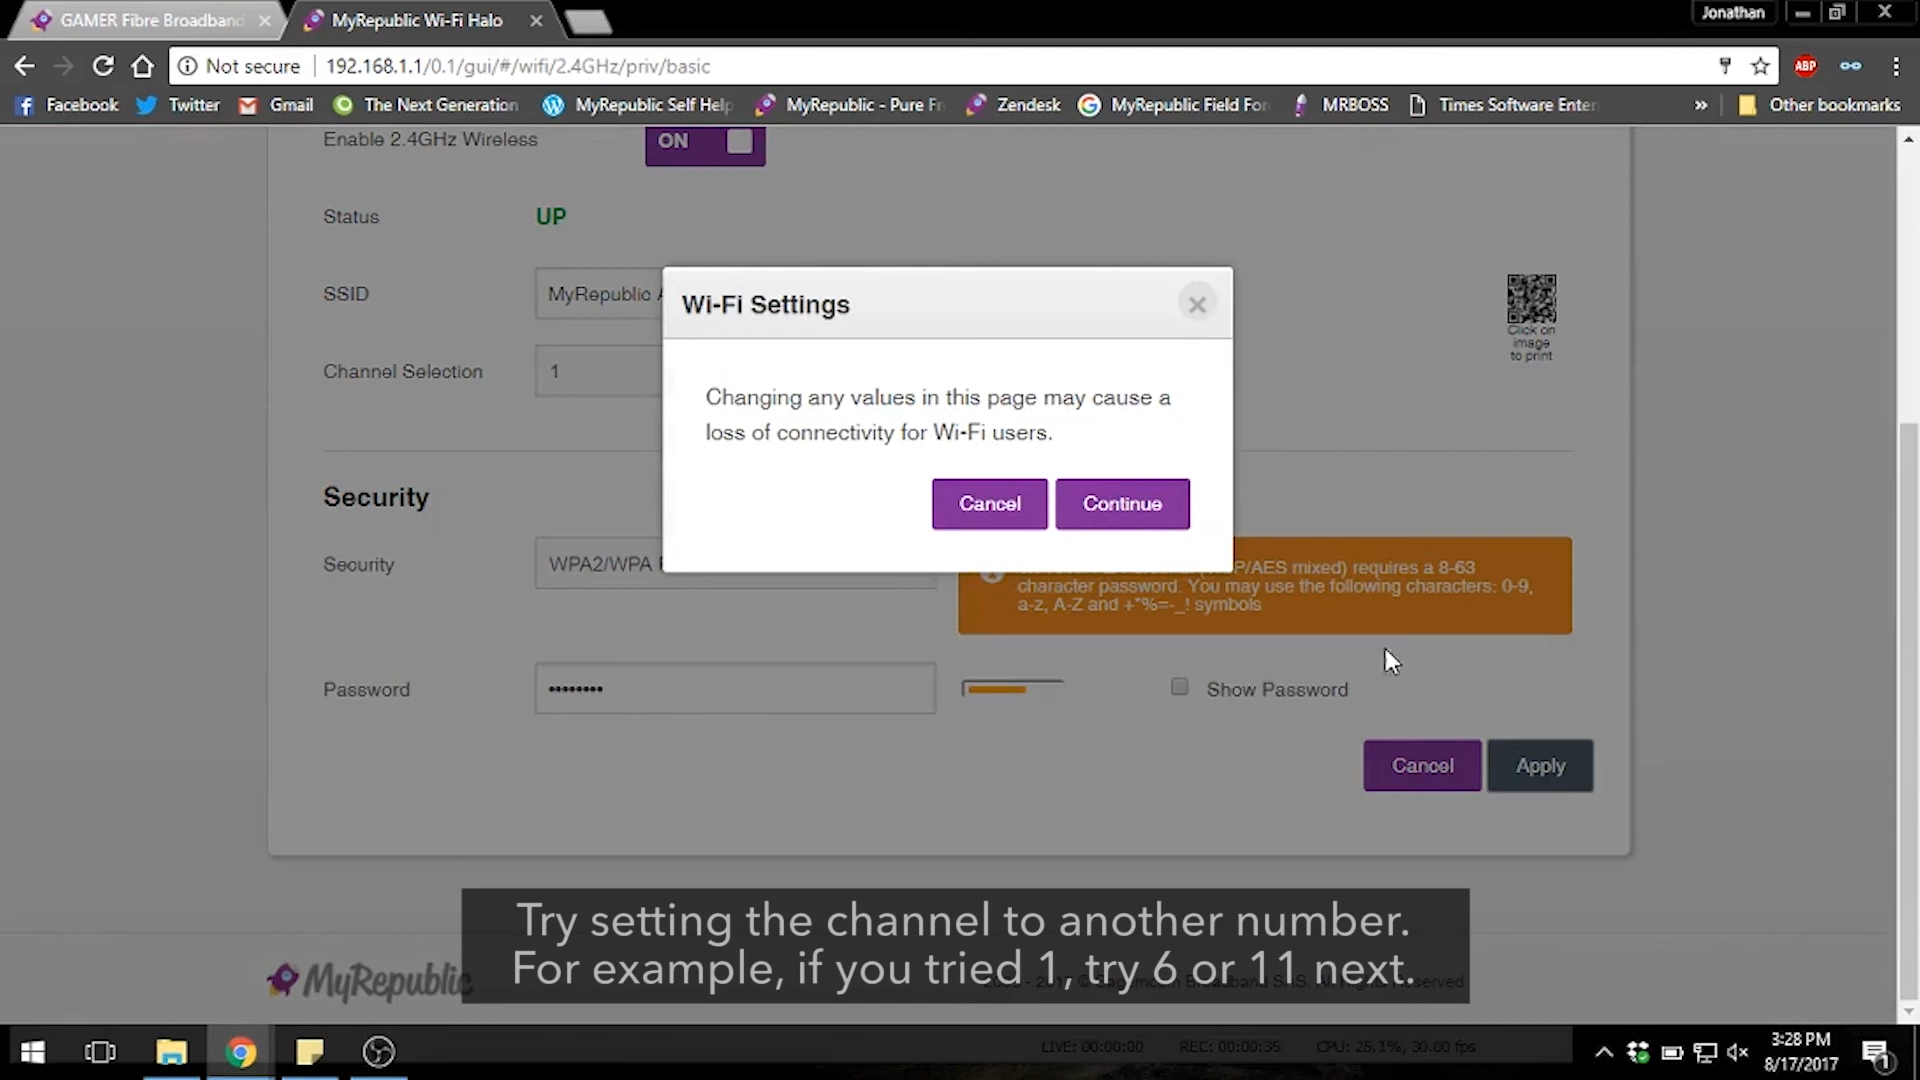 GAMER Fibre Broadband
MyRepublic Wi-Fi Halo
Jonathan
Not secure
192.168.1.1/0.1/gui/#/wifi/2.4GHz/priv/basic
ABP
Facebook
Twitter
Gmail
The Next Generation
MyRepublic Self Help
MyRepublic - Pure Fr
Zendesk
MyRepublic Field For
MRBOSS
Times Software Enter
»
Other bookmarks
Enable 2.4GHz Wireless
ON
Status
UP
SSID
MyRepublic A
Click on
image
to print
Channel Selection
1
Wi-Fi Settings
Changing any values in this page may cause a
loss of connectivity for Wi-Fi users.
Cancel
Continue
Security
Security
WPA2/WPA
P/AES mixed) requires a 8-63
character password. You may use the following characters: 0-9,
a-z, A-Z and +*%=-_! symbols
Password
••••••••
Show Password
Cancel
Apply
Try setting the channel to another number.
For example, if you tried 1, try 6 or 11 next.
MyRepublic
LIVE: 00:00:00
REC: 00:00:35
CPU: 25.1%, 30.00 fps
3:28 PM
8/17/2017
1